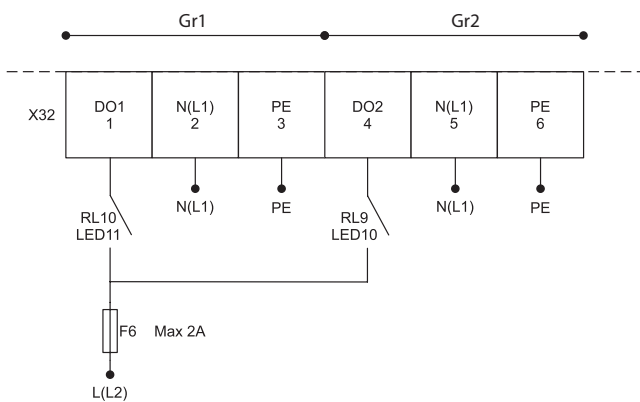 Gr1 Gr2
X32
DO1 N(L1) PE DO2 N(L1) PE
1 2 3 4 5 6
N(L1) PE N(L1) PE
RL10 RL9
LED11 LED10
F6 Max 2A
L(L2)